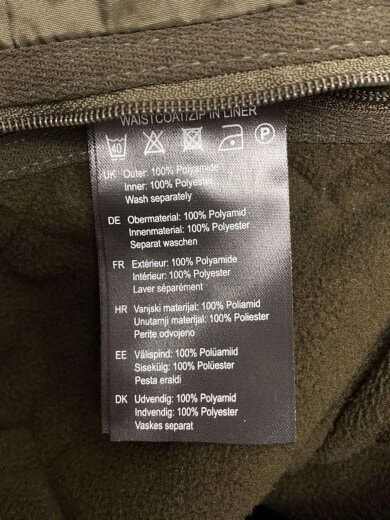 WAISTCOAT/ZIP IN LINER
40 P
UK Outer: 100% Polyamide
Inner: 100% Polyester
Wash separately
DE Obermaterial: 100% Polyamid
Innenmaterial: 100% Polyester
Separat waschen
FR Extérieur: 100% Polyamide
Intérieur: 100% Polyester
Laver séparément
HR Vanjski materijal: 100% Poliamid
Unutarnji materijal: 100% Poliester
Perite odvojeno
EE Välispind: 100% Polüamiid
Sisekülg: 100% Polüester
Pesta eraldi
DK Udvendig: 100% Polyamid
Indvendig: 100% Polyester
Vaskes separat